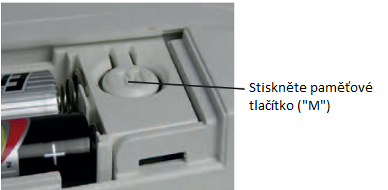 Stiskněte paměťové
tlačítko ("M")
+